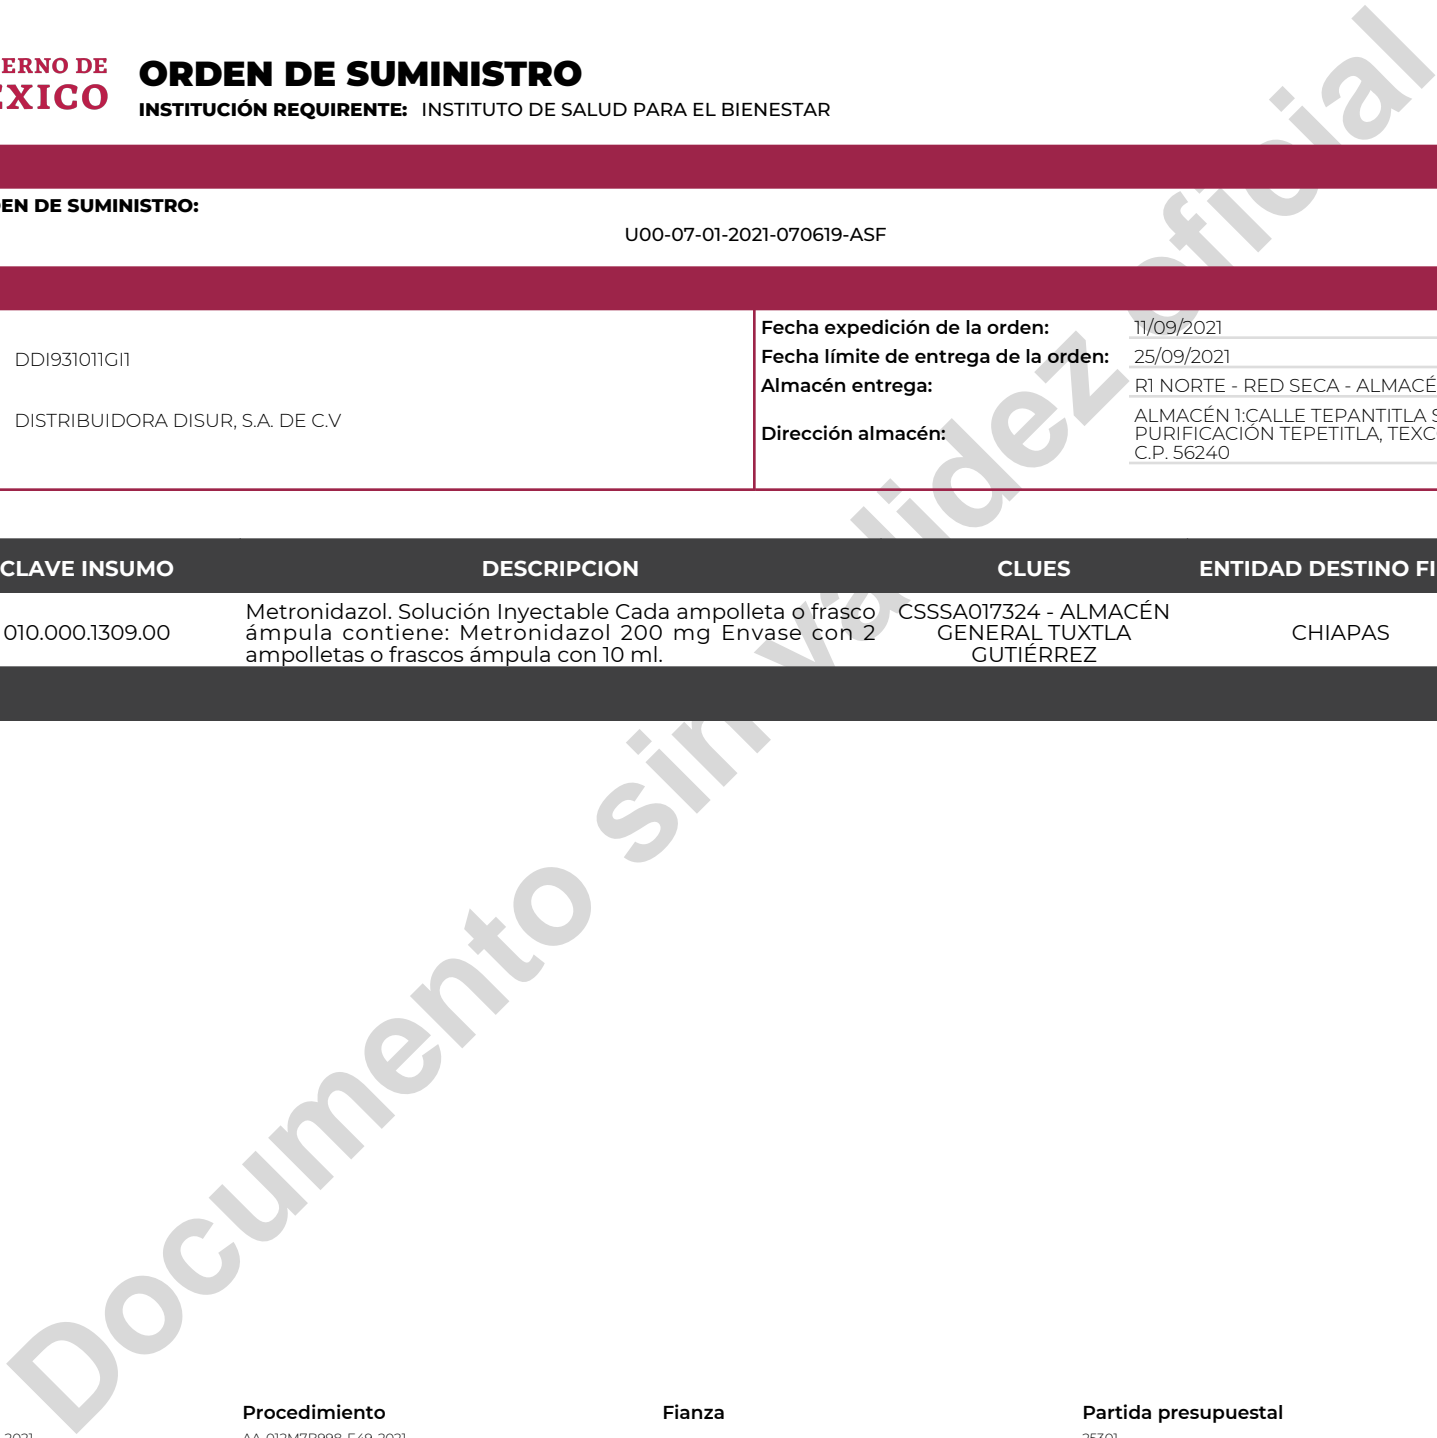 ERNO DE
ORDEN DE SUMINISTRO
INSTITUCIÓN REQUIRENTE: INSTITUTO DE SALUD PARA EL BIENESTAR
EN DE SUMINISTRO:
U00-07-01-2021-070619-ASF
DDI931011GI1
DISTRIBUIDORA DISUR, S.A. DE C.V
Fecha expedición de la orden: 11/09/2021
Fecha límite de entrega de la orden: 25/09/2021
Almacén entrega: R1 NORTE - RED SECA - ALMACÉ
Dirección almacén:
ALMACÉN 1:CALLE TEPANTITLA S
PURIFICACIÓN TEPETITLA, TEXC
C.P. 56240
CLAVE INSUMO DESCRIPCION CLUES ENTIDAD DESTINO FI
010.000.1309.00
Metronidazol. Solución Inyectable Cada ampolleta o frasco
ámpula contiene: Metronidazol 200 mg Envase con 2
ampolletas o frascos ámpula con 10 ml.
CSSSA017324 - ALMACÉN
GENERAL TUXTLA
GUTIÉRREZ
CHIAPAS
Documento sin validez oficial
Procedimiento Fianza Partida presupuestal